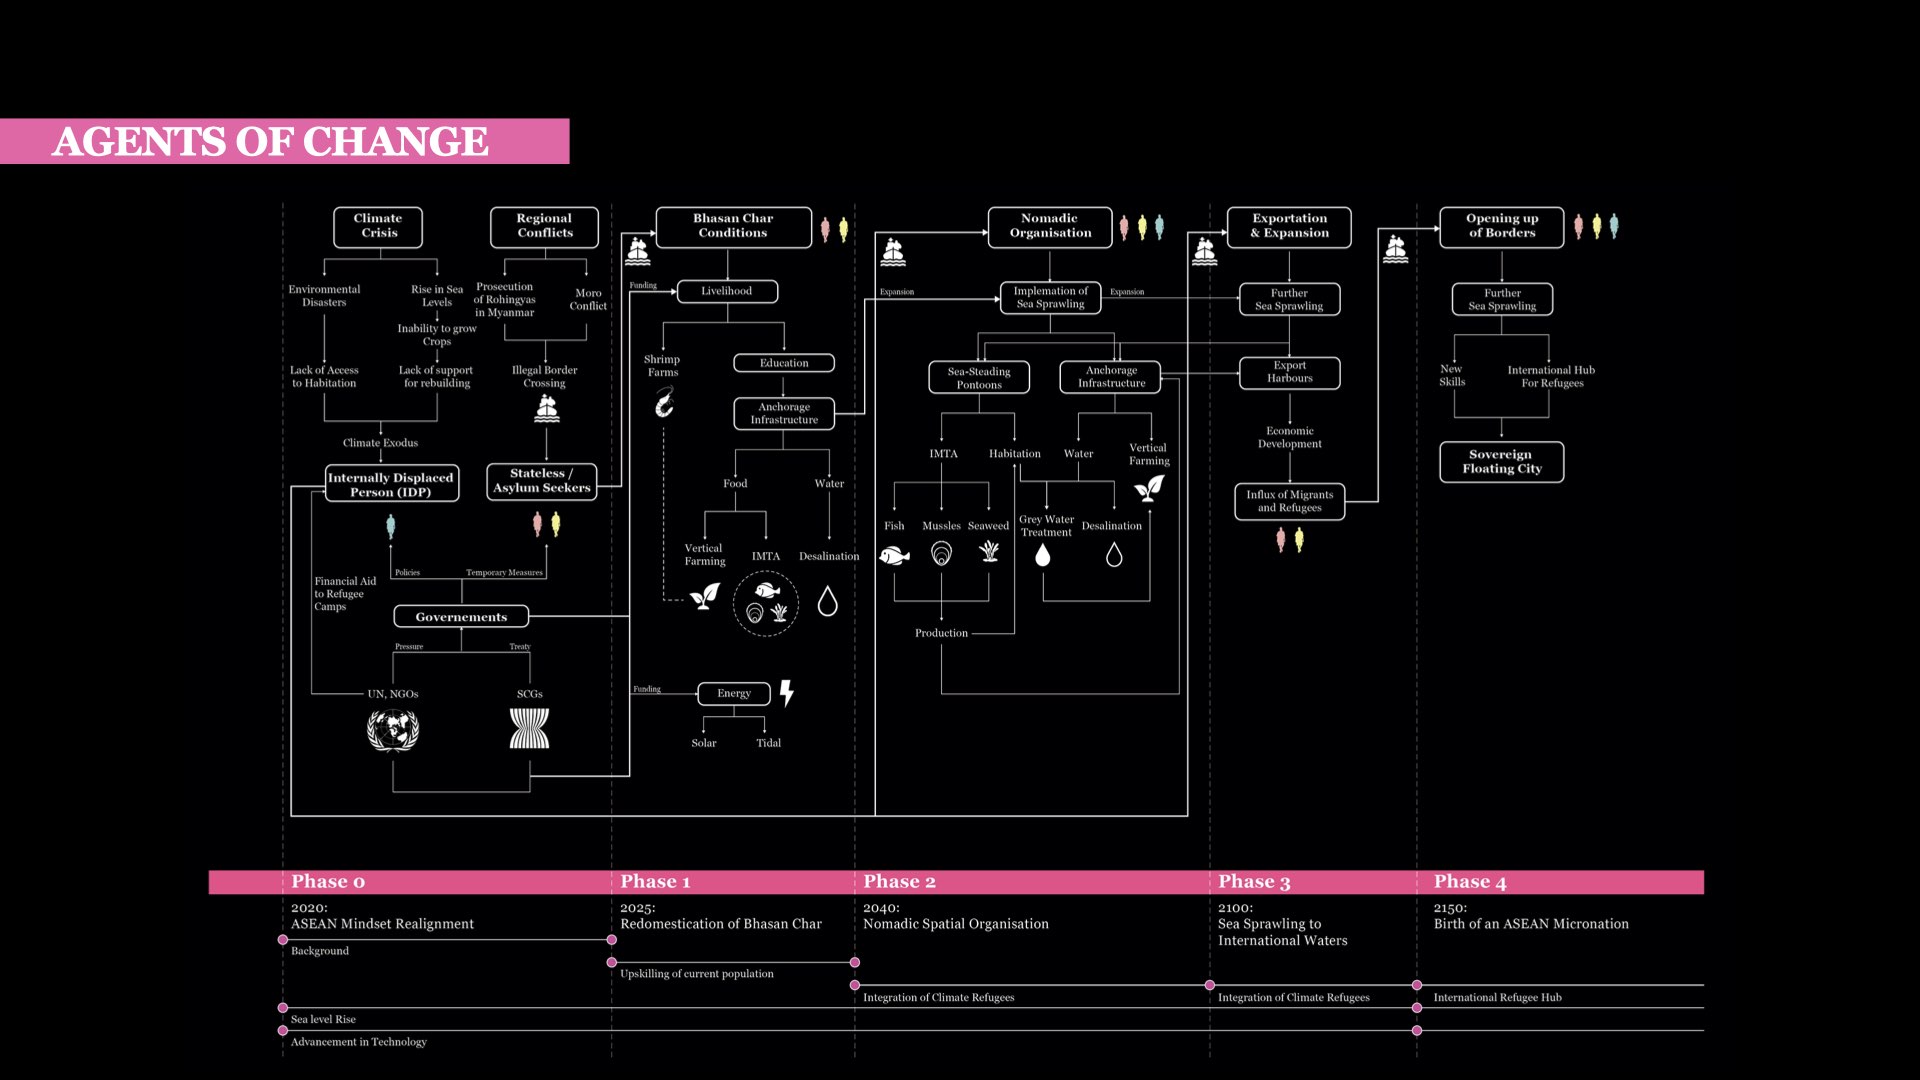 AGENTS OF CHANGE
Climate
Crisis
Environmental
Disasters
Rise in Sea
Levels
Inability to grow
Crops
Lack of Access
to Habitation
Lack of support
for rebuilding
Climate Exodus
Internally Displaced
Person (IDP)
Regional
Conflicts
Prosecution
of Rohingyas
in Myanmar
Moro
Conflict
Illegal Border
Crossing
Stateless /
Asylum Seekers
Policies
Temporary Measures
Financial Aid
to Refugee
Camps
Governements
Pressure
Treaty
UN, NGOs
SCGs
Bhasan Char
Conditions
Funding
Livelihood
Shrimp
Farms
Education
Anchorage
Infrastructure
Food
Water
Vertical
Farming
IMTA
Desalination
Funding
Energy
Solar
Tidal
Nomadic
Organisation
Expansion
Implemation of
Sea Sprawling
Expansion
Sea-Steading
Pontoons
Anchorage
Infrastructure
IMTA
Habitation
Water
Vertical
Farming
Fish
Mussles
Seaweed
Grey Water
Treatment
Desalination
Production
Exportation
& Expansion
Further
Sea Sprawling
Export
Harbours
Economic
Development
Influx of Migrants
and Refugees
Opening up
of Borders
Further
Sea Sprawling
New
Skills
International Hub
For Refugees
Sovereign
Floating City
Phase 0
Phase 1
Phase 2
Phase 3
Phase 4
2020:
ASEAN Mindset Realignment
2025:
Redomestication of Bhasan Char
2040:
Nomadic Spatial Organisation
2100:
Sea Sprawling to
International Waters
2150:
Birth of an ASEAN Micronation
Background
Upskilling of current population
Integration of Climate Refugees
Integration of Climate Refugees
International Refugee Hub
Sea level Rise
Advancement in Technology